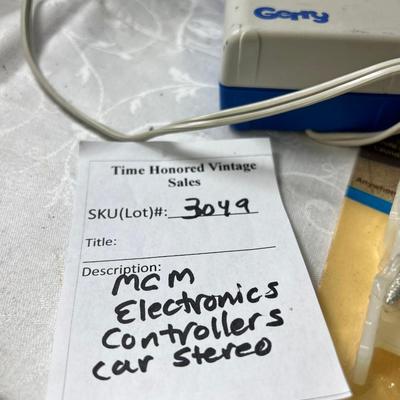 Gerry
Time Honored Vintage
Sales
SKU(Lot)#: 3049
Title:
Description:
MCM
Electronics
Controllers
car stereo